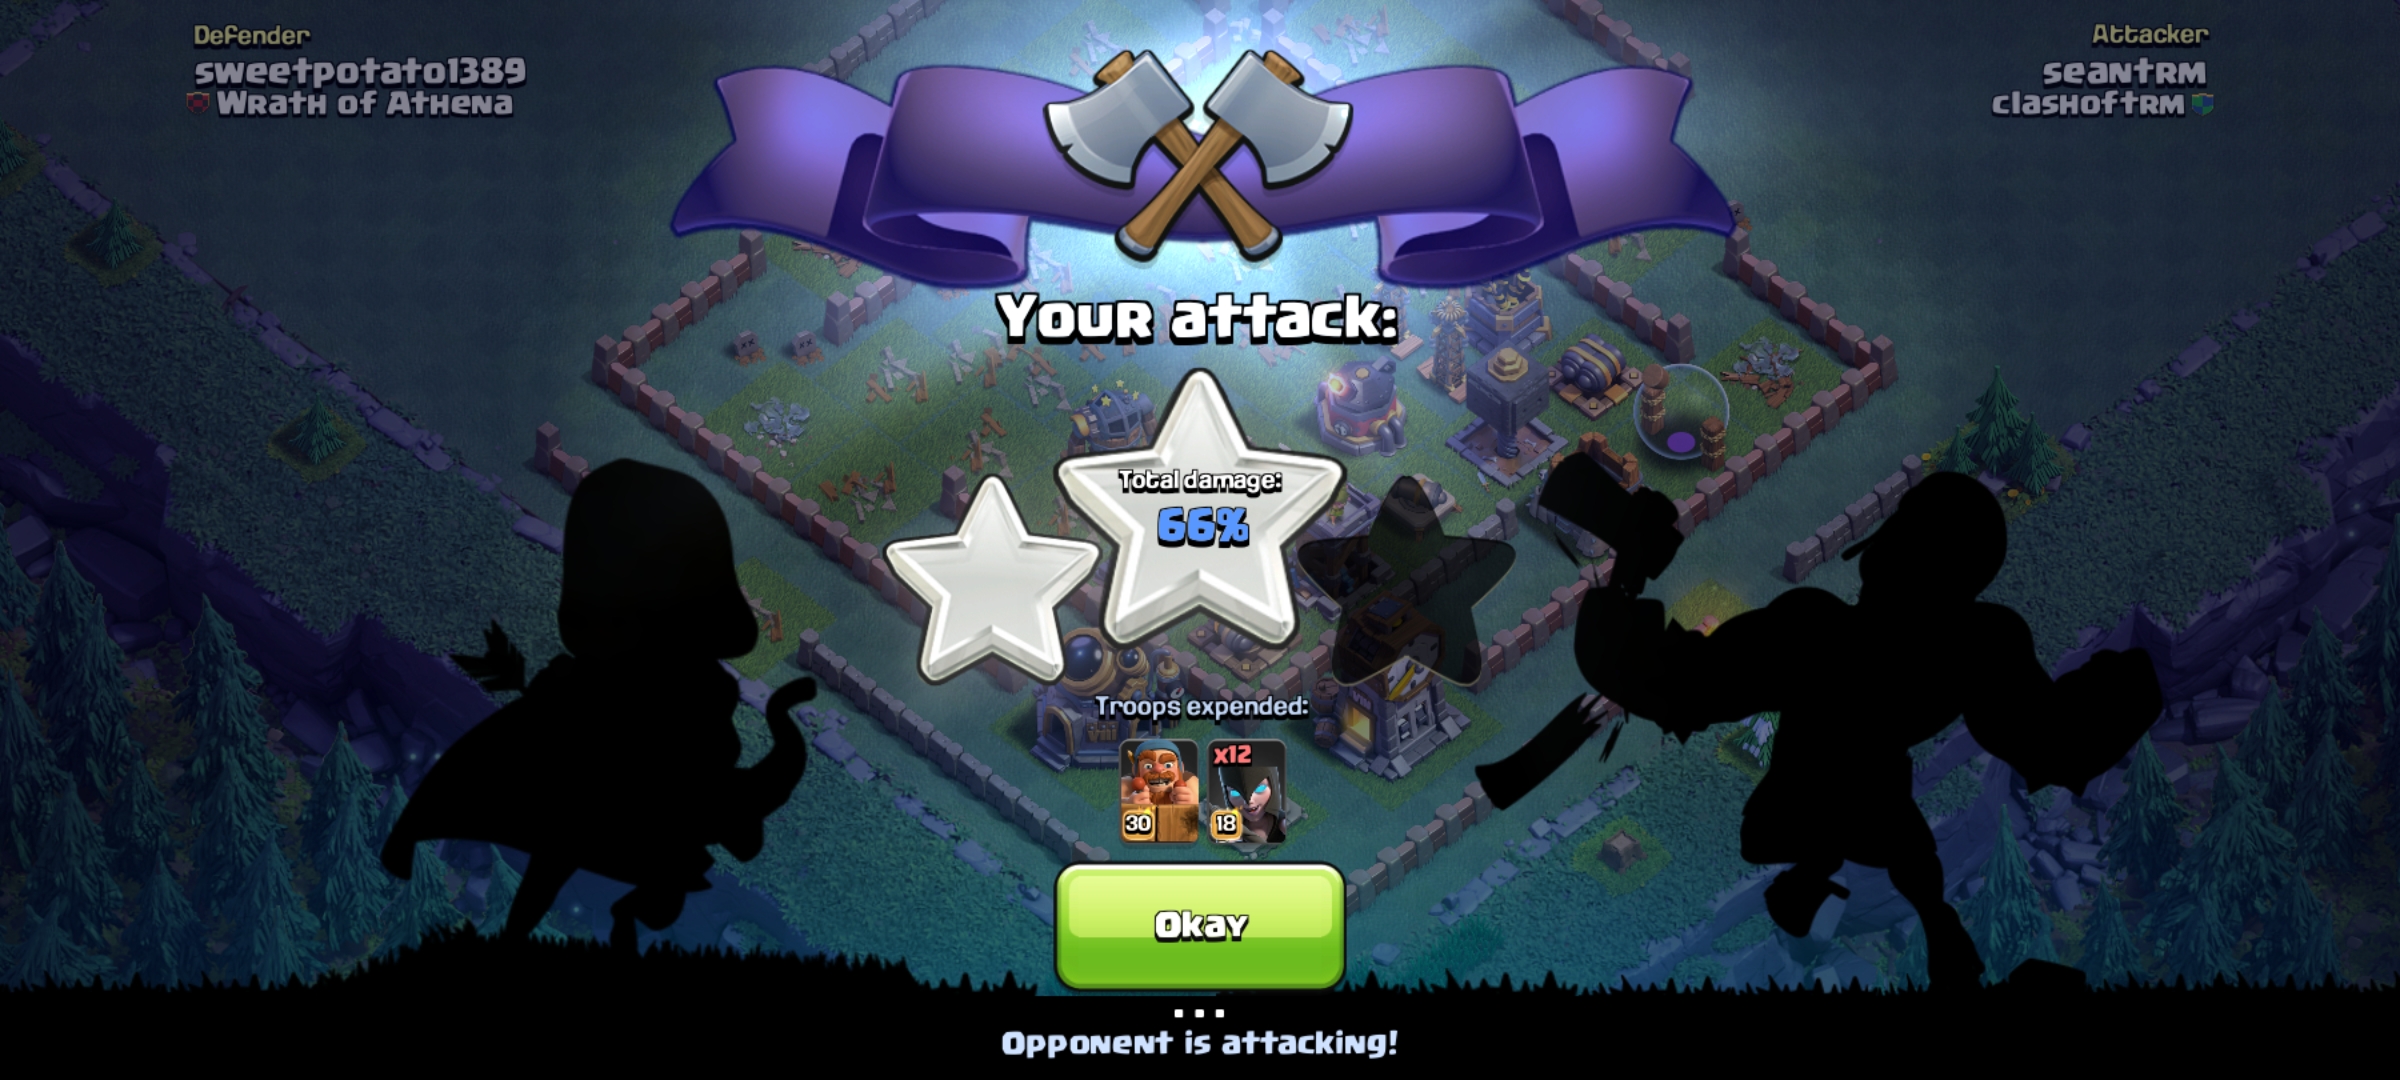 Defender
sweetpotato1389
Wrath of Athena
Attacker
seantrm
clashoftrm
Your attack:
Total damage:
66%
Troops expended:
x12
30
18
Okay
...
Opponent is attacking!